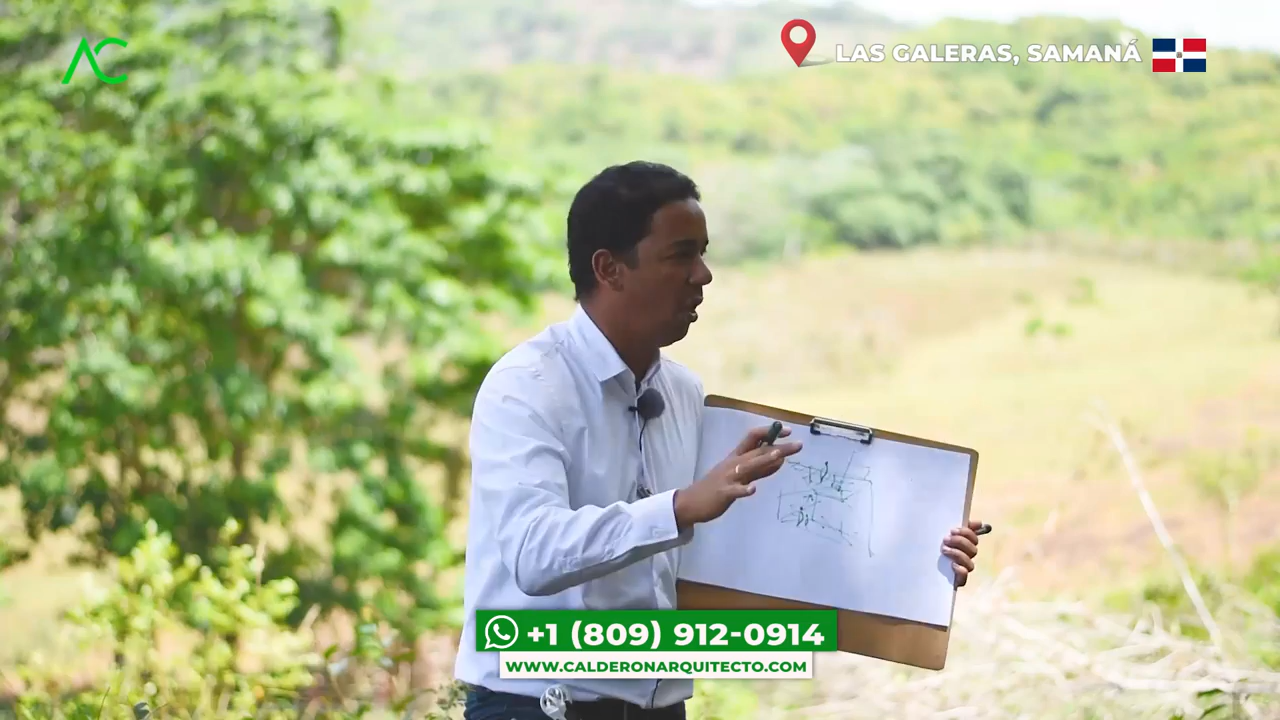 AC
LAS GALERAS, SAMANÁ
+1 (809) 912-0914
WWW.CALDERONARQUITECTO.COM